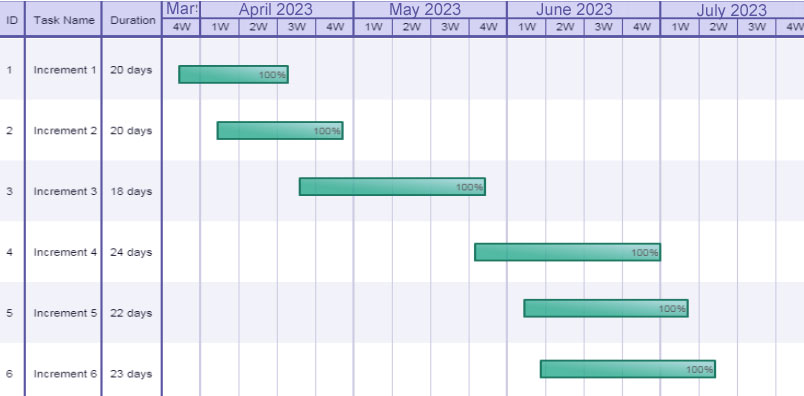 ID Task Name Duration Mars April 2023 May 2023 June 2023 July 2023
4W 1W 2W 3W 4W 1W 2W 3W 4W 1W 2W 3W 4W 1W 2W 3W 4W
1 Increment 1 20 days 100%
2 Increment 2 20 days 100%
3 Increment 3 18 days 100%
4 Increment 4 24 days 100%
5 Increment 5 22 days 100%
6 Increment 6 23 days 100%